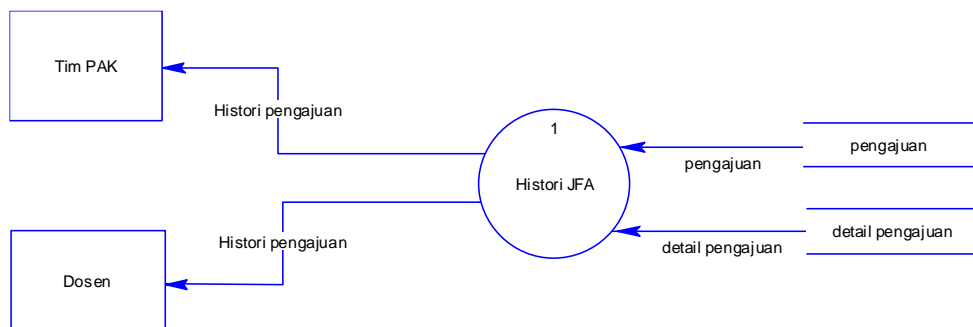 Tim PAK
Histori pengajuan
1
Histori JFA
pengajuan
pengajuan
Histori pengajuan
detail pengajuan
detail pengajuan
Dosen